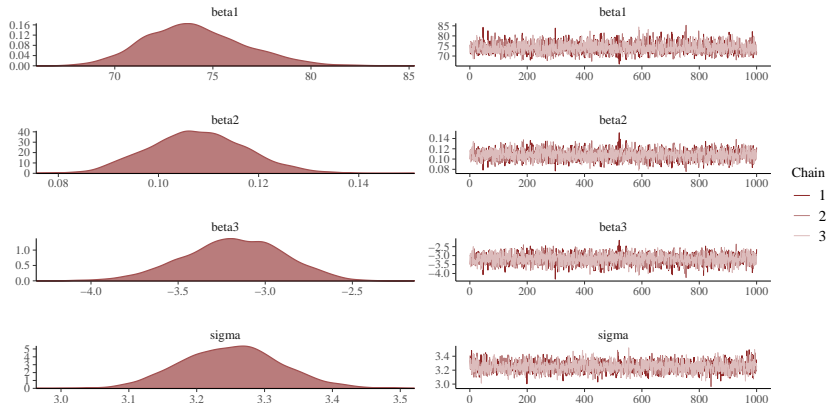 beta1
0.16
0.12
0.08
0.04
0.00
70 75 80 85
beta1
85
80
75
70
0 200 400 600 800 1000
beta2
40
30
20
10
0
0.08 0.10 0.12 0.14
beta2
0.14
0.12
0.10
0.08
0 200 400 600 800 1000
beta3
1.0
0.5
0.0
−4.0 −3.5 −3.0 −2.5
beta3
−2.5
−3.0
−3.5
−4.0
0 200 400 600 800 1000
sigma
5
4
3
2
1
0
3.0 3.1 3.2 3.3 3.4 3.5
sigma
3.4
3.2
3.0
0 200 400 600 800 1000
Chain
1
2
3